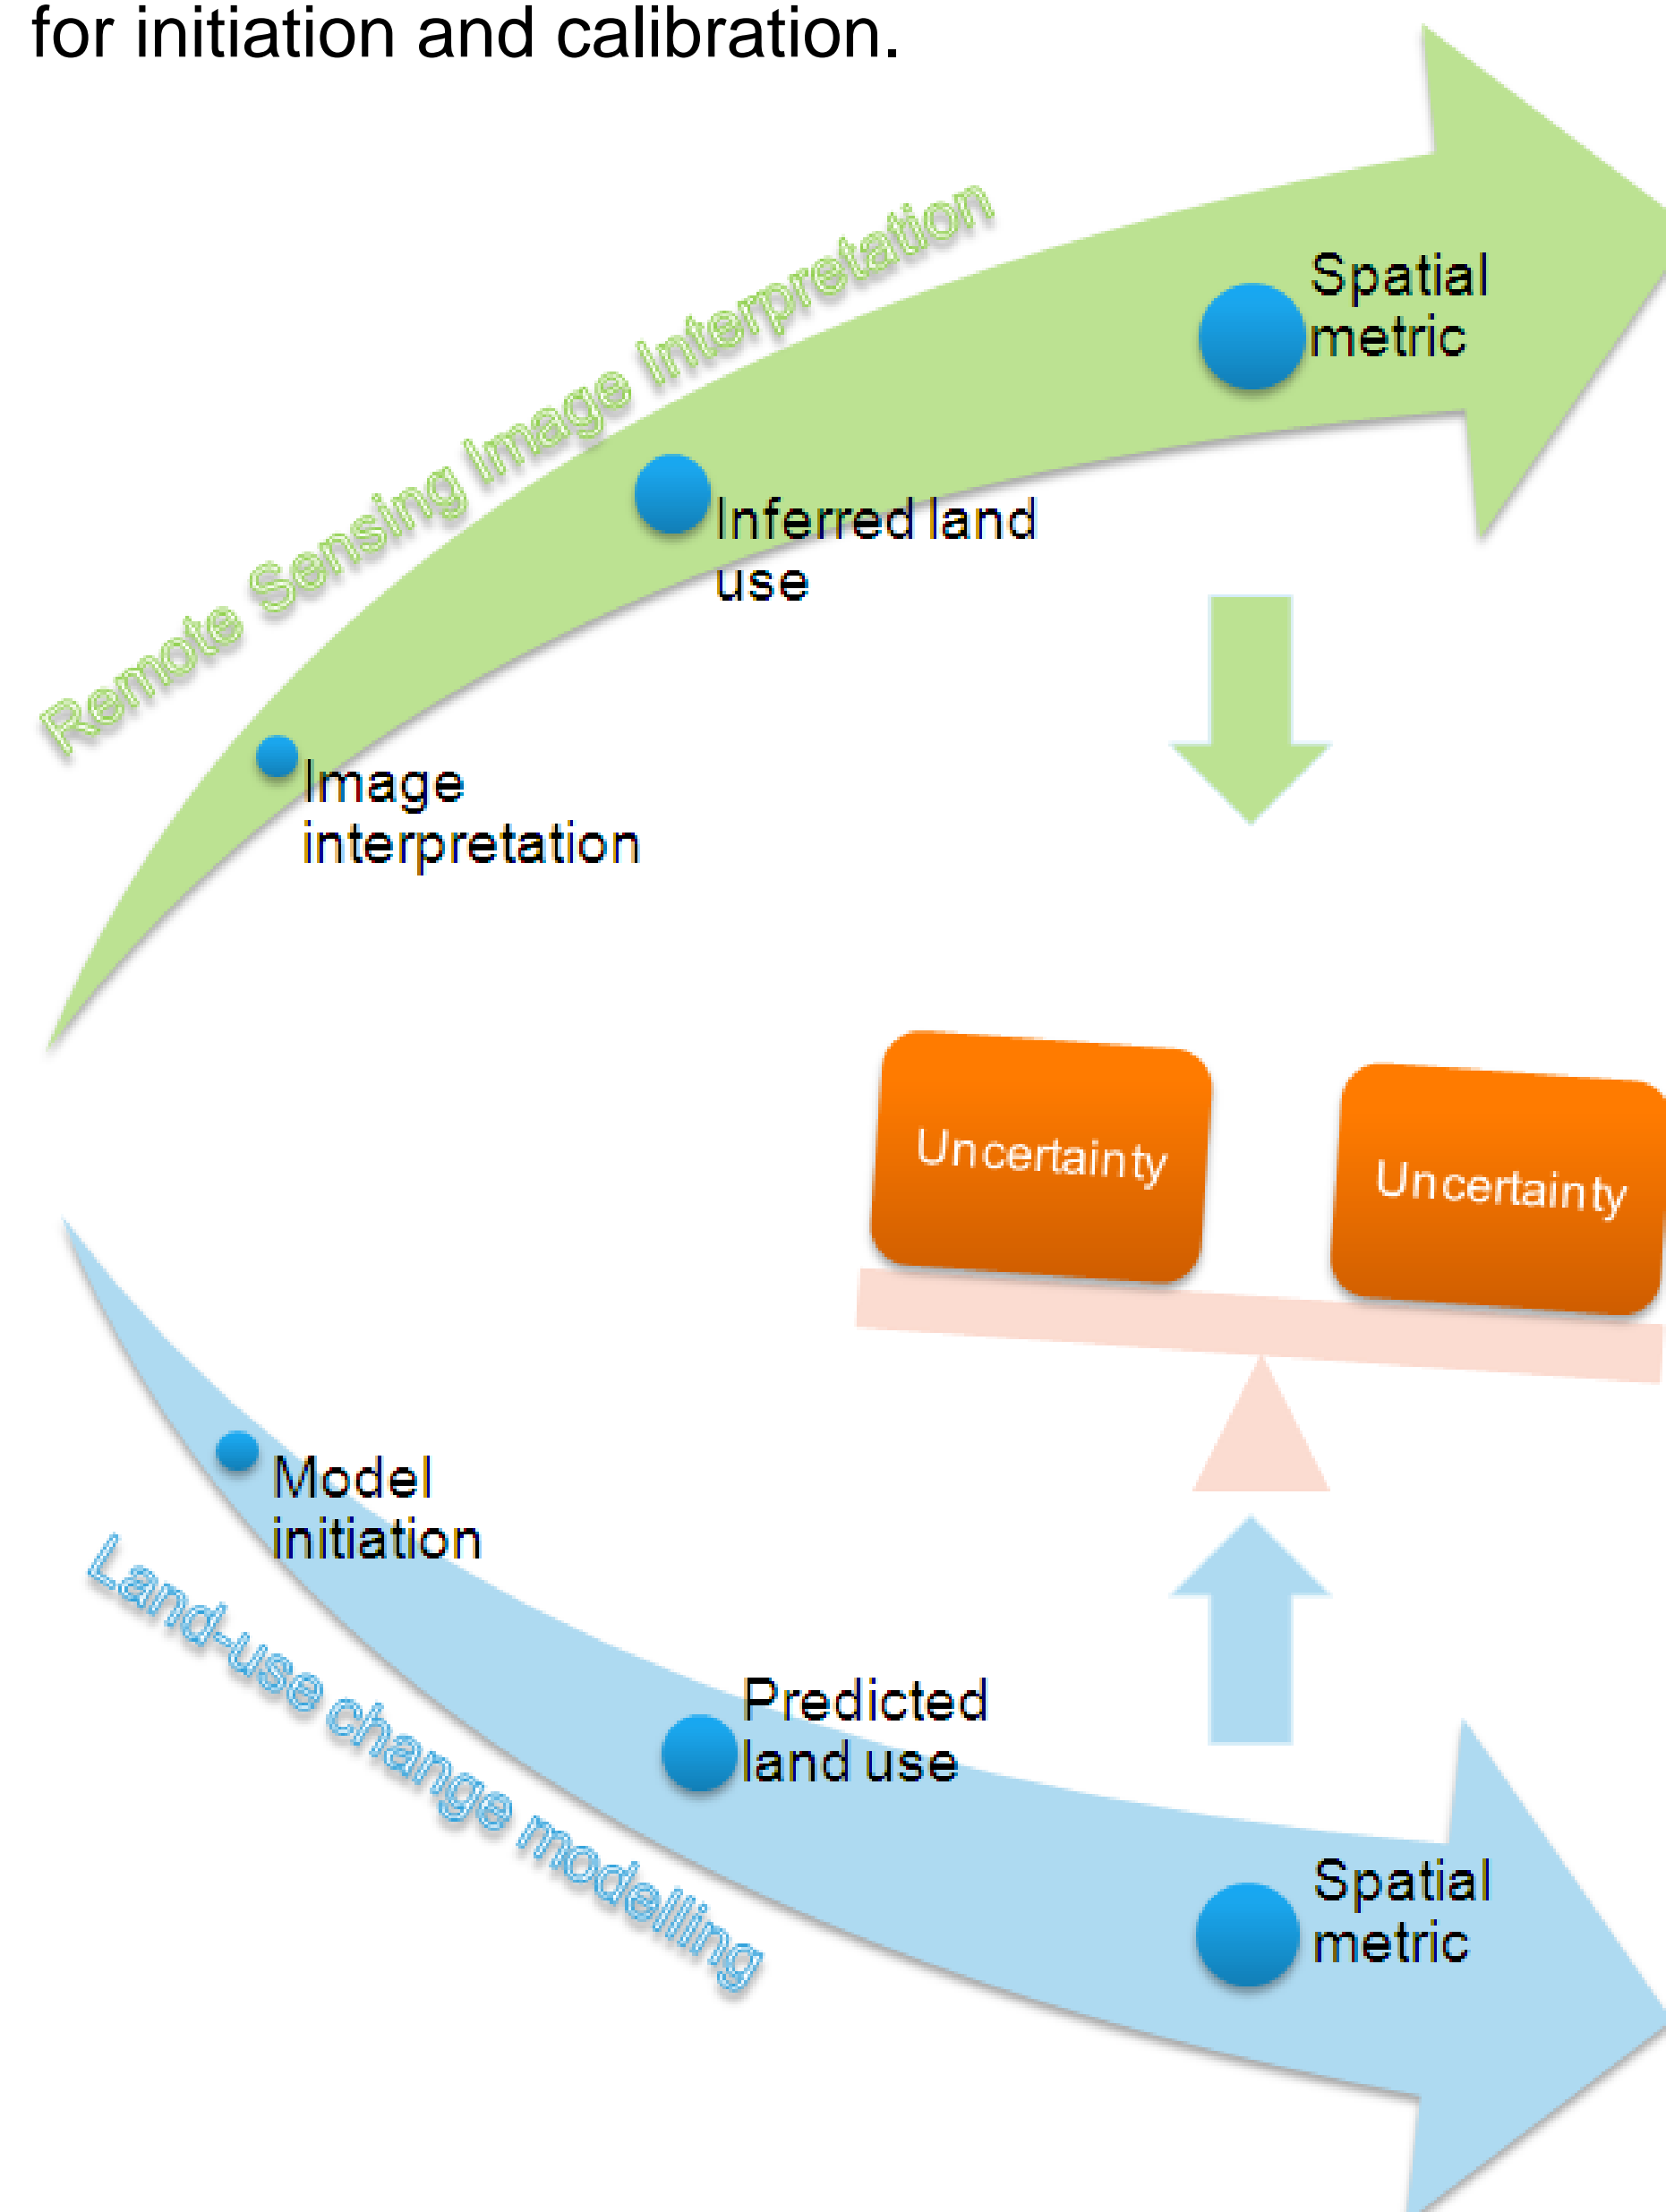 for initiation and calibration.
Remote Sensing Image Interpretation
Spatial
metric
Inferred land
use
Image
interpretation
Uncertainty
Uncertainty
Model
initiation
Land-use change modelling
Predicted
land use
Spatial
metric